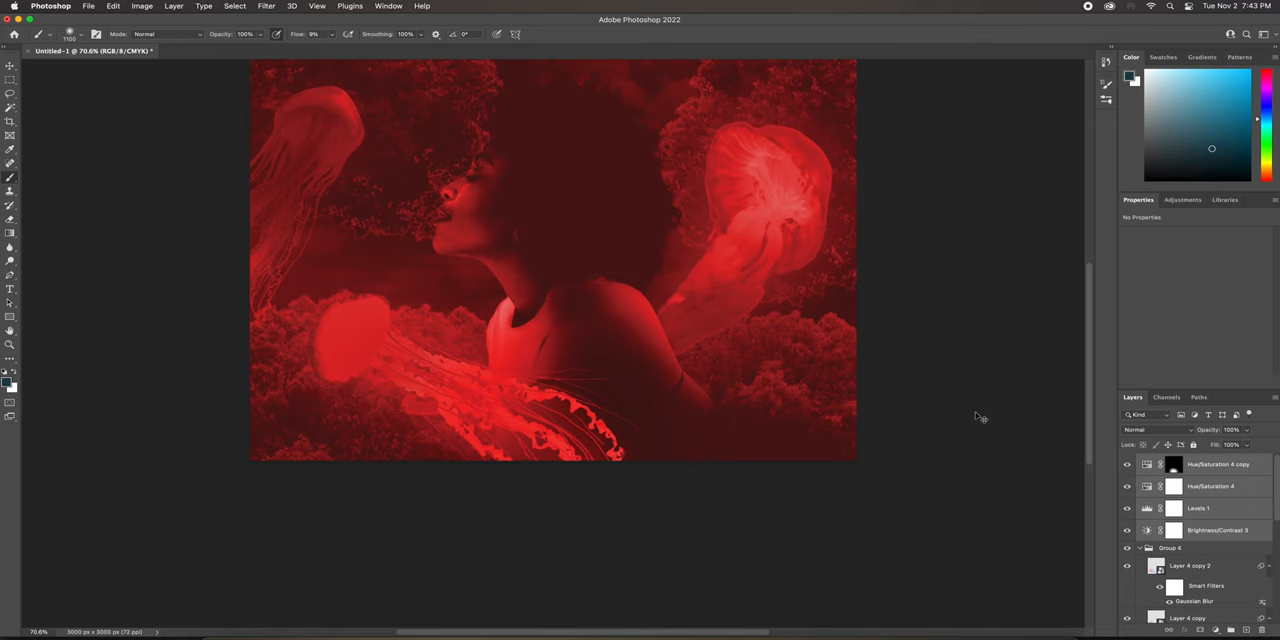 Photoshop File Edit Image Layer Type Select Filter 3D View Plugins Window Help Tue Nov 2 7:43 PM
Adobe Photoshop 2022
1100 Mode: Normal Opacity: 100% Flow: 9% Smoothing: 100% 0°
× Untitled-1 @ 70.6% (RGB/8/CMYK) *
Color Swatches Gradients Patterns
Properties Adjustments Libraries
No Properties
Layers Channels Paths
Kind
Normal Opacity: 100%
Lock: Fill: 100%
Hue/Saturation 4 copy
Hue/Saturation 4
Levels 1
Brightness/Contrast 3
Group 4
Layer 4 copy 2
Smart Filters
Gaussian Blur
Layer 4 copy
70.6% 3000 px x 3000 px (72 ppi)